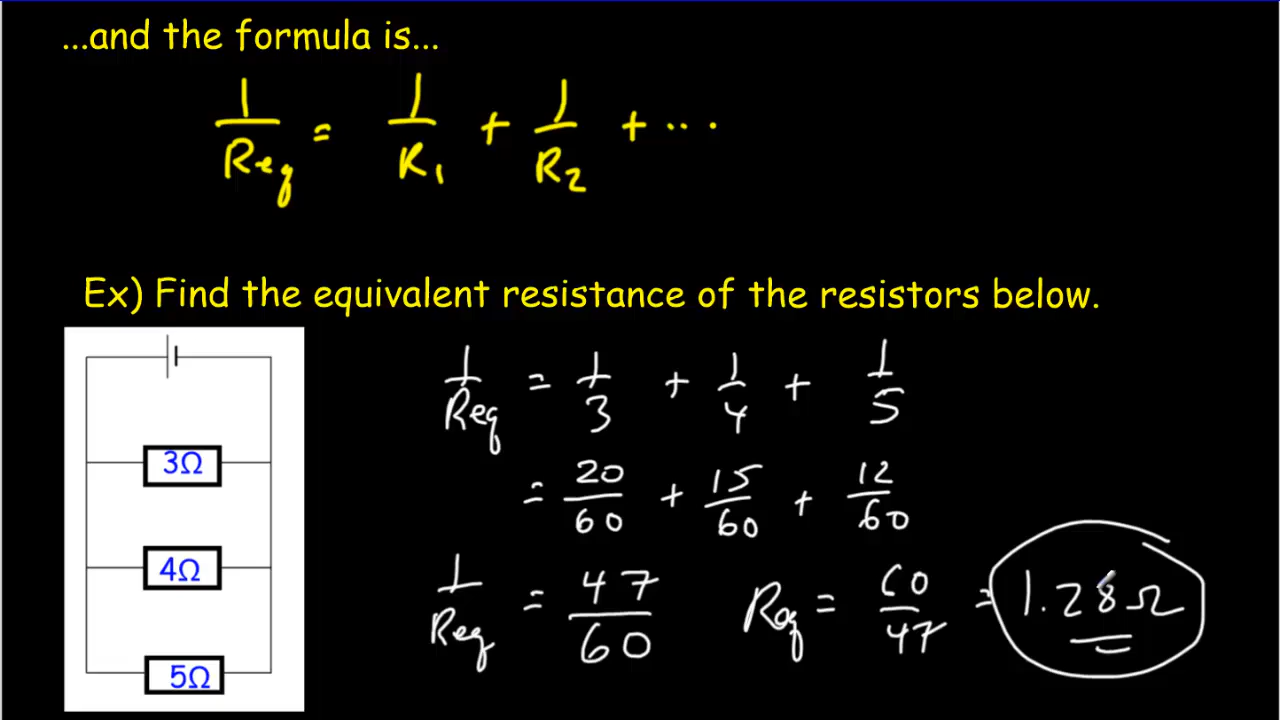 ...and the formula is...
1/Req = 1/R1 + 1/R2 + ...
Ex) Find the equivalent resistance of the resistors below.
3Ω
4Ω
5Ω
1/Req = 1/3 + 1/4 + 1/5
= 20/60 + 15/60 + 12/60
1/Req = 47/60 Req = 60/47 = 1.28Ω